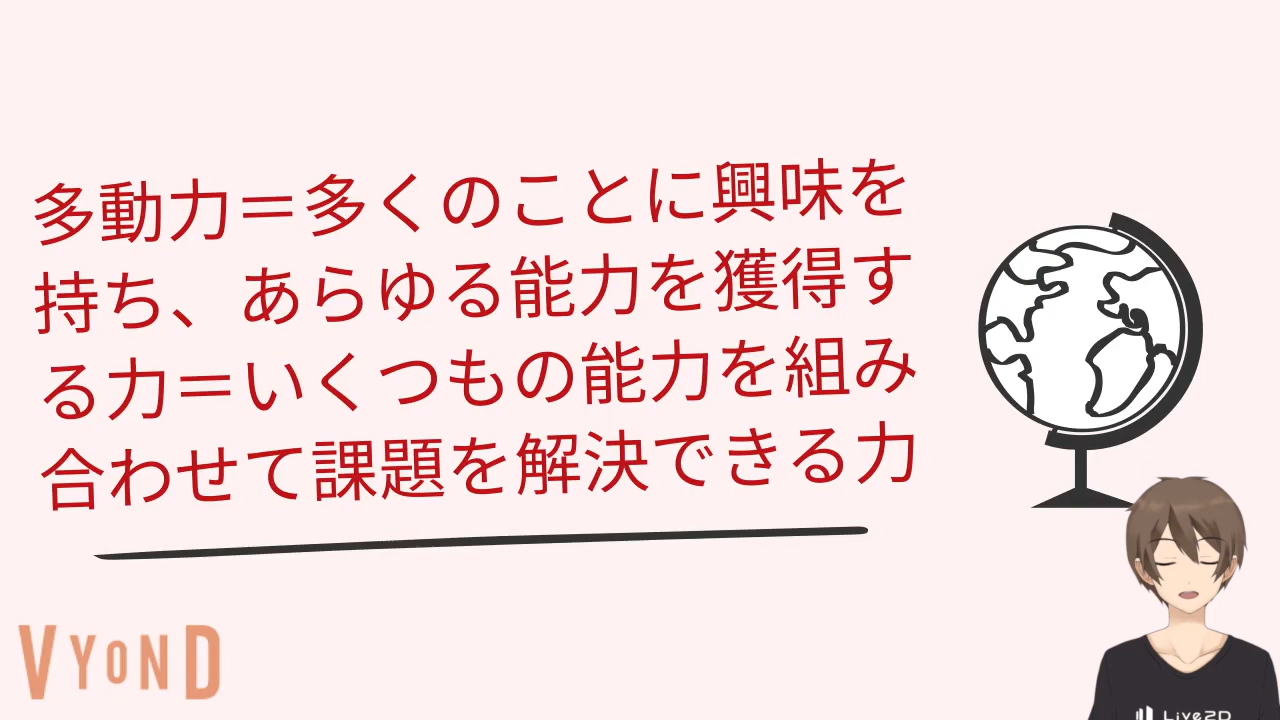 多動力＝多くのことに興味を
持ち、あらゆる能力を獲得す
る力＝いくつもの能力を組み
合わせて課題を解決できる力
VYOND
Live2D